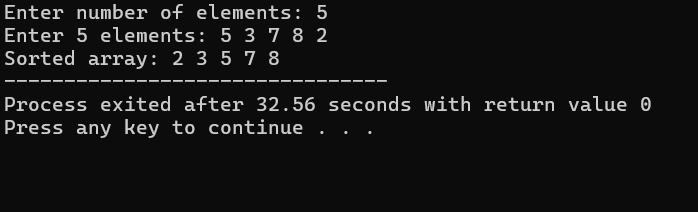 Enter number of elements: 5
Enter 5 elements: 5 3 7 8 2
Sorted array: 2 3 5 7 8
--------------------------------
Process exited after 32.56 seconds with return value 0
Press any key to continue . . .